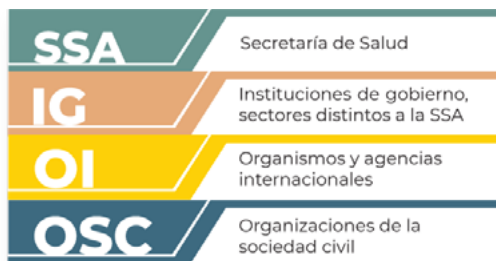 SSA
Secretaría de Salud
IG
Instituciones de gobierno,
sectores distintos a la SSA
OI
Organismos y agencias
internacionales
OSC
Organizaciones de la
sociedad civil